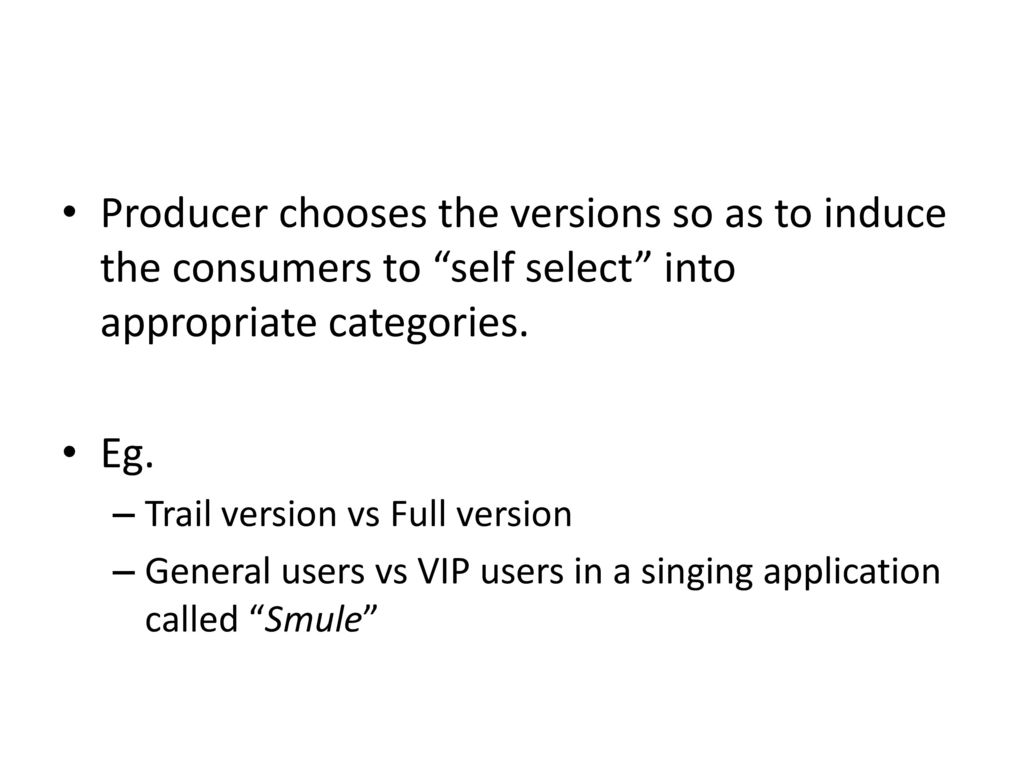 • Producer chooses the versions so as to induce
the consumers to “self select” into
appropriate categories.
• Eg.
– Trail version vs Full version
– General users vs VIP users in a singing application
called “Smule”